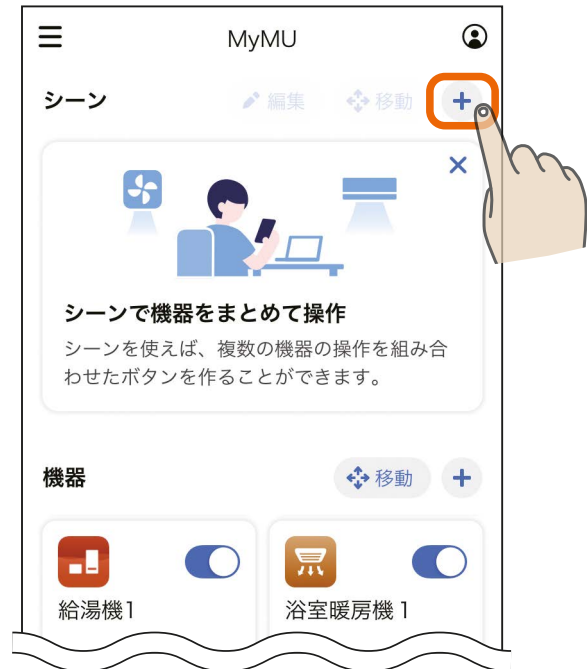 MyMU
シーン
編集
移動
シーンで機器をまとめて操作
シーンを使えば、複数の機器の操作を組み合
わせたボタンを作ることができます。
機器
移動
給湯機1
浴室暖房機 1